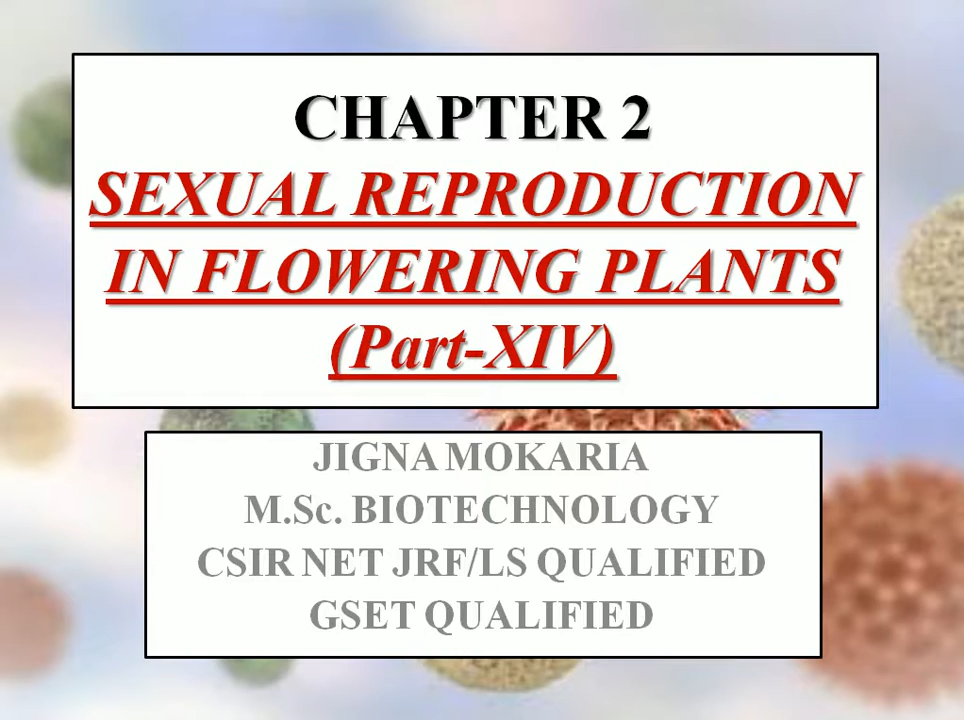 CHAPTER 2
SEXUAL REPRODUCTION
IN FLOWERING PLANTS
(Part-XIV)
JIGNA MOKARIA
M.Sc. BIOTECHNOLOGY
CSIR NET JRF/LS QUALIFIED
GSET QUALIFIED